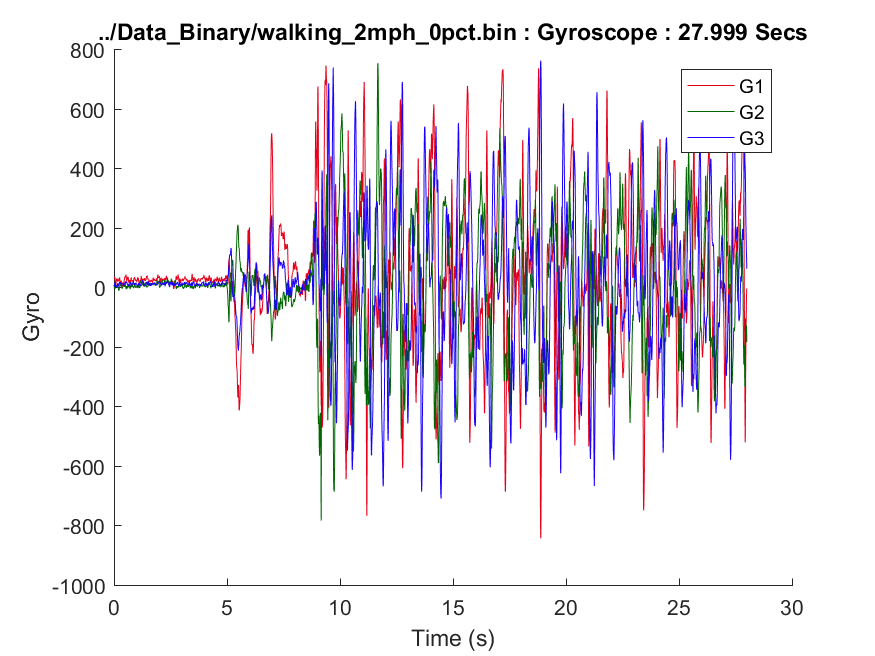 ../Data_Binary/walking_2mph_0pct.bin : Gyroscope : 27.999 Secs
800
600
400
200
0
-200
-400
-600
-800
-1000
Gyro
G1
G2
G3
0 5 10 15 20 25 30
Time (s)